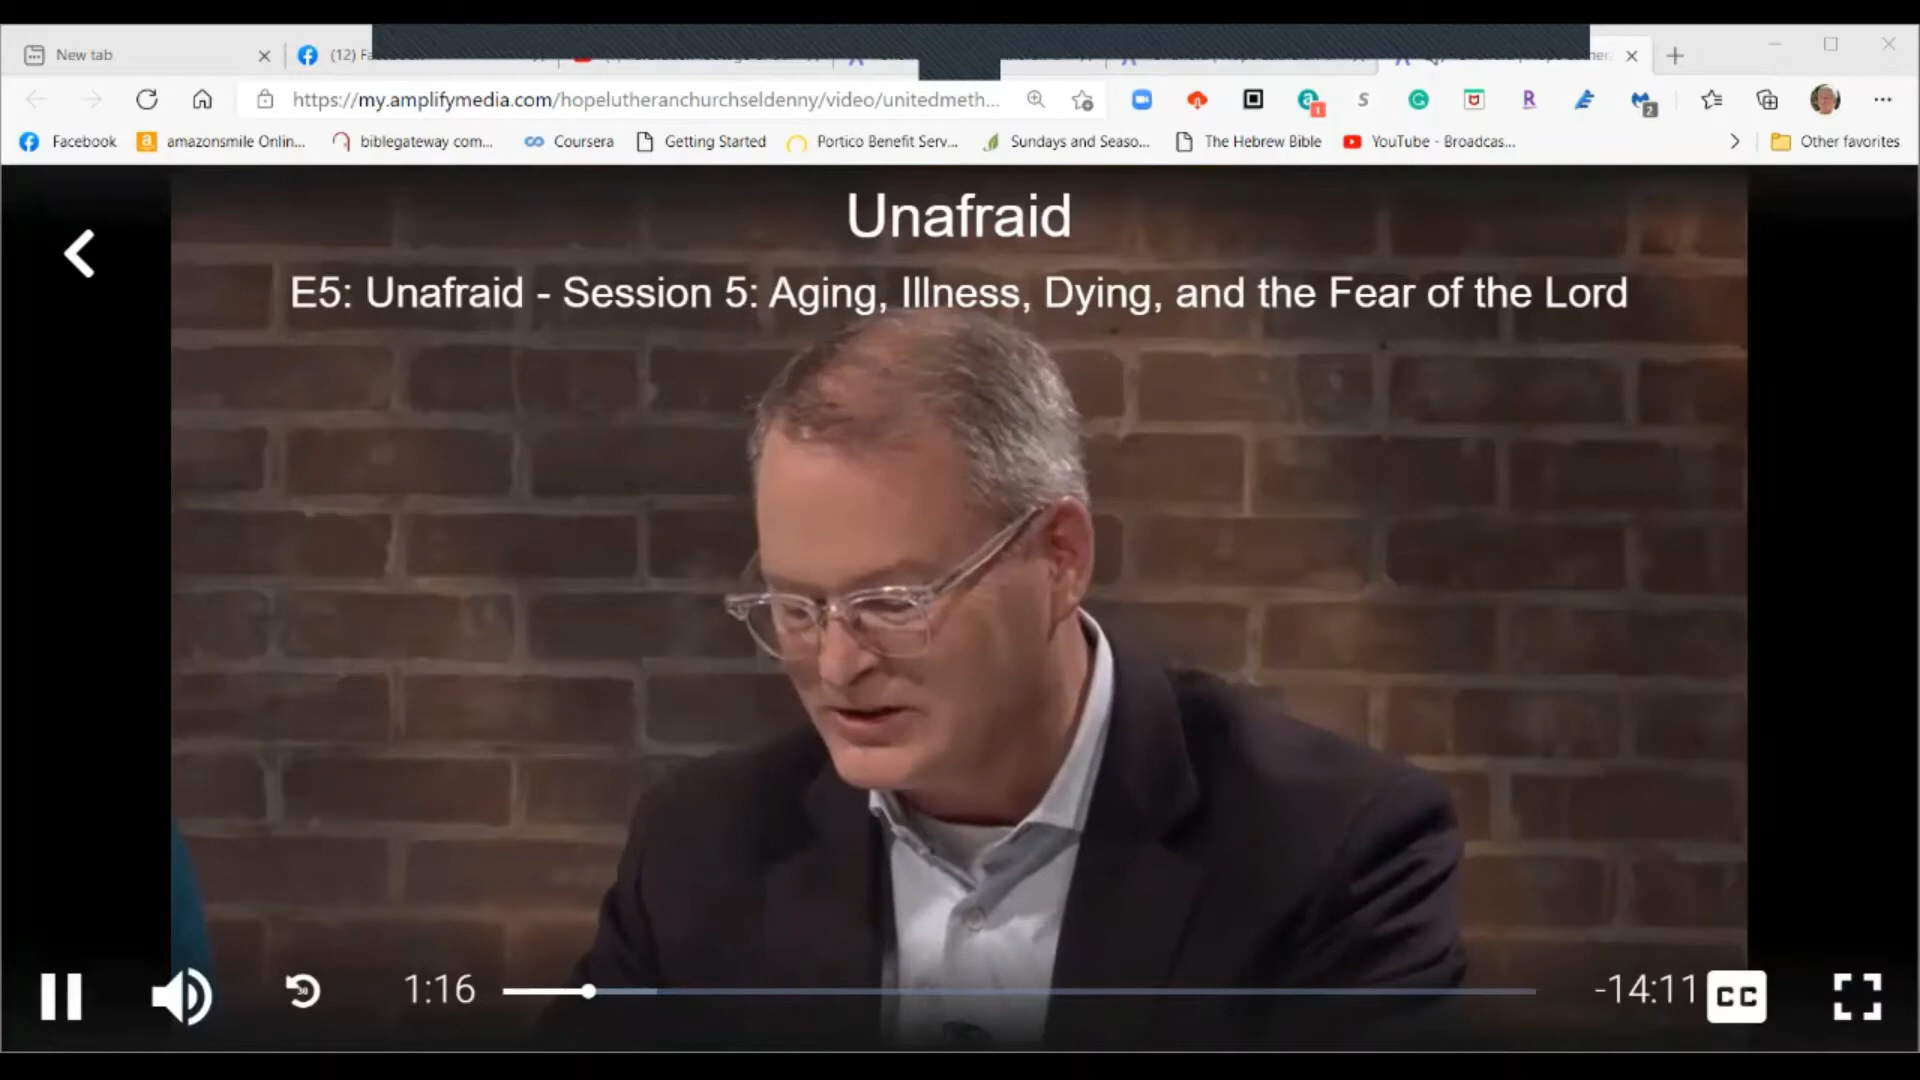 New tab
(12) Fa
https://my.amplifymedia.com/hopelutheranchurchseldenny/video/unitedmeth...
Facebook
amazonsmile Onlin...
biblegateway com...
Coursera
Getting Started
Portico Benefit Serv...
Sundays and Seaso...
The Hebrew Bible
YouTube - Broadcas...
Other favorites
Unafraid
E5: Unafraid - Session 5: Aging, Illness, Dying, and the Fear of the Lord
30
1:16
-14:11
CC